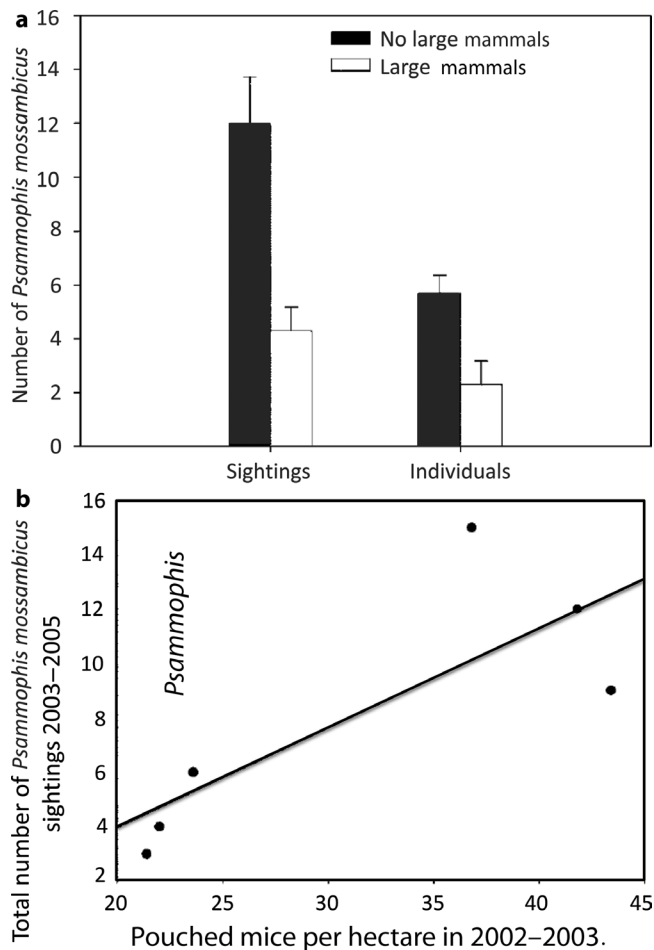 a
16
14
12
10
8
6
4
2
0
Number of Psammophis mossambicus
No large mammals
Large mammals
Sightings
Individuals
b
16
14
12
10
8
6
4
2
Total number of Psammophis mossambicus
sightings 2003–2005
Psammophis
20
25
30
35
40
45
Pouched mice per hectare in 2002–2003.